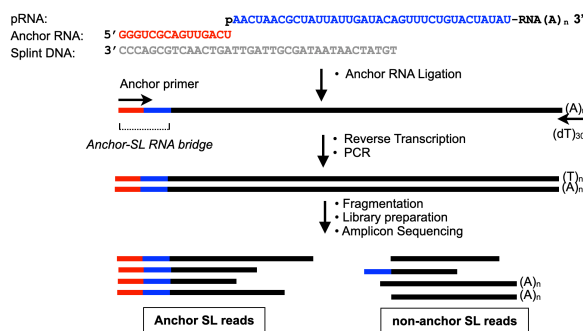 pRNA: pAACUAACGCUAUUAUUGAUACAGUUUCUGUACUAUAU-RNA(A)n 3'
Anchor RNA: 5' GGGUCGCAGUUGACU
Splint DNA: 3' CCCAGCGTCAACTGATTGATTGCGATAATAACTATGT
Anchor primer
• Anchor RNA Ligation
(A)n
(dT)30
Anchor-SL RNA bridge
• Reverse Transcription
• PCR
(T)n
(A)n
• Fragmentation
• Library preparation
• Amplicon Sequencing
(A)n
(A)n
Anchor SL reads
non-anchor SL reads